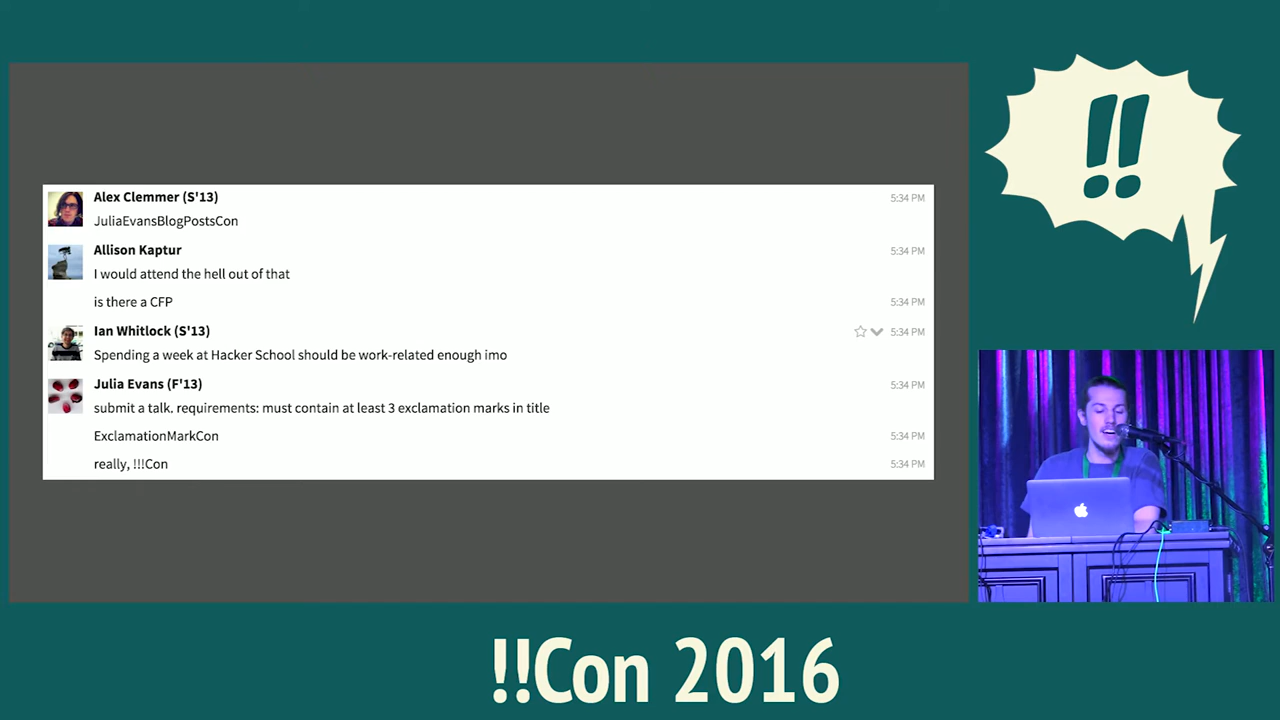 Alex Clemmer (S'13) 5:34 PM
JuliaEvansBlogPostsCon
Allison Kaptur 5:34 PM
I would attend the hell out of that
is there a CFP 5:34 PM
Ian Whitlock (S'13) 5:34 PM
Spending a week at Hacker School should be work-related enough imo
Julia Evans (F'13) 5:34 PM
submit a talk. requirements: must contain at least 3 exclamation marks in title
ExclamationMarkCon 5:34 PM
really, !!!Con 5:34 PM
!!
!!Con 2016